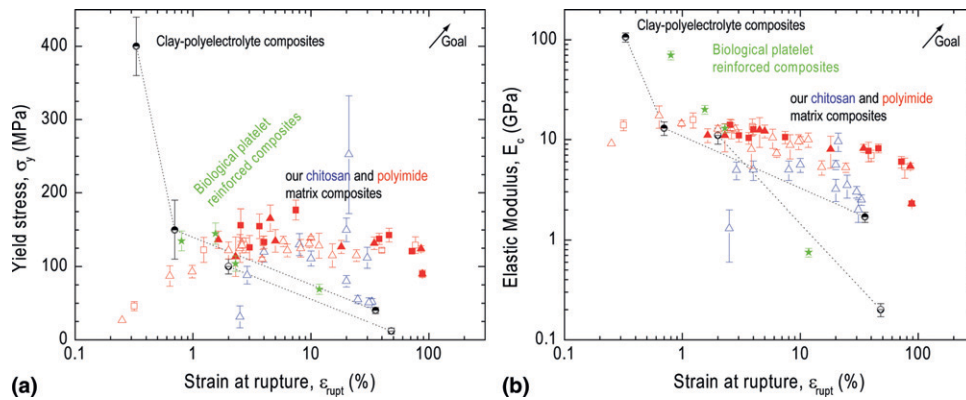 Clay-polyelectrolyte composites
Goal
Biological platelet
reinforced composites
our chitosan and polyimide
matrix composites
Yield stress, σy (MPa)
400
300
200
100
0
0.1
1
10
100
Strain at rupture, εrupt (%)
(a)
Clay-polyelectrolyte composites
Goal
Biological platelet
reinforced composites
our chitosan and polyimide
matrix composites
Elastic Modulus, Ec (GPa)
100
10
1
0.1
0.1
1
10
100
Strain at rupture, εrupt (%)
(b)